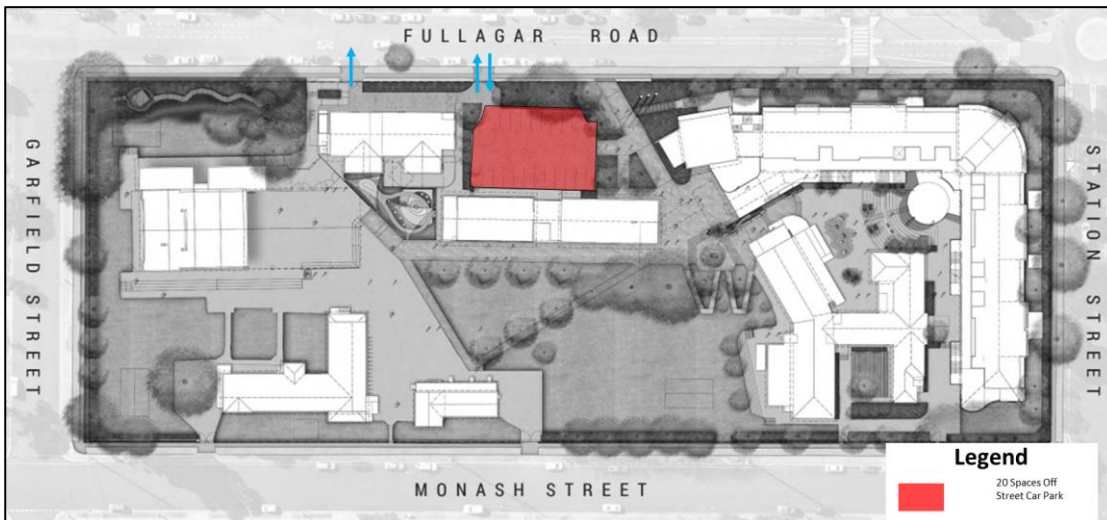 FULLAGAR ROAD
GARFIELD STREET
STATION STREET
MONASH STREET
Legend
20 Spaces Off
Street Car Park